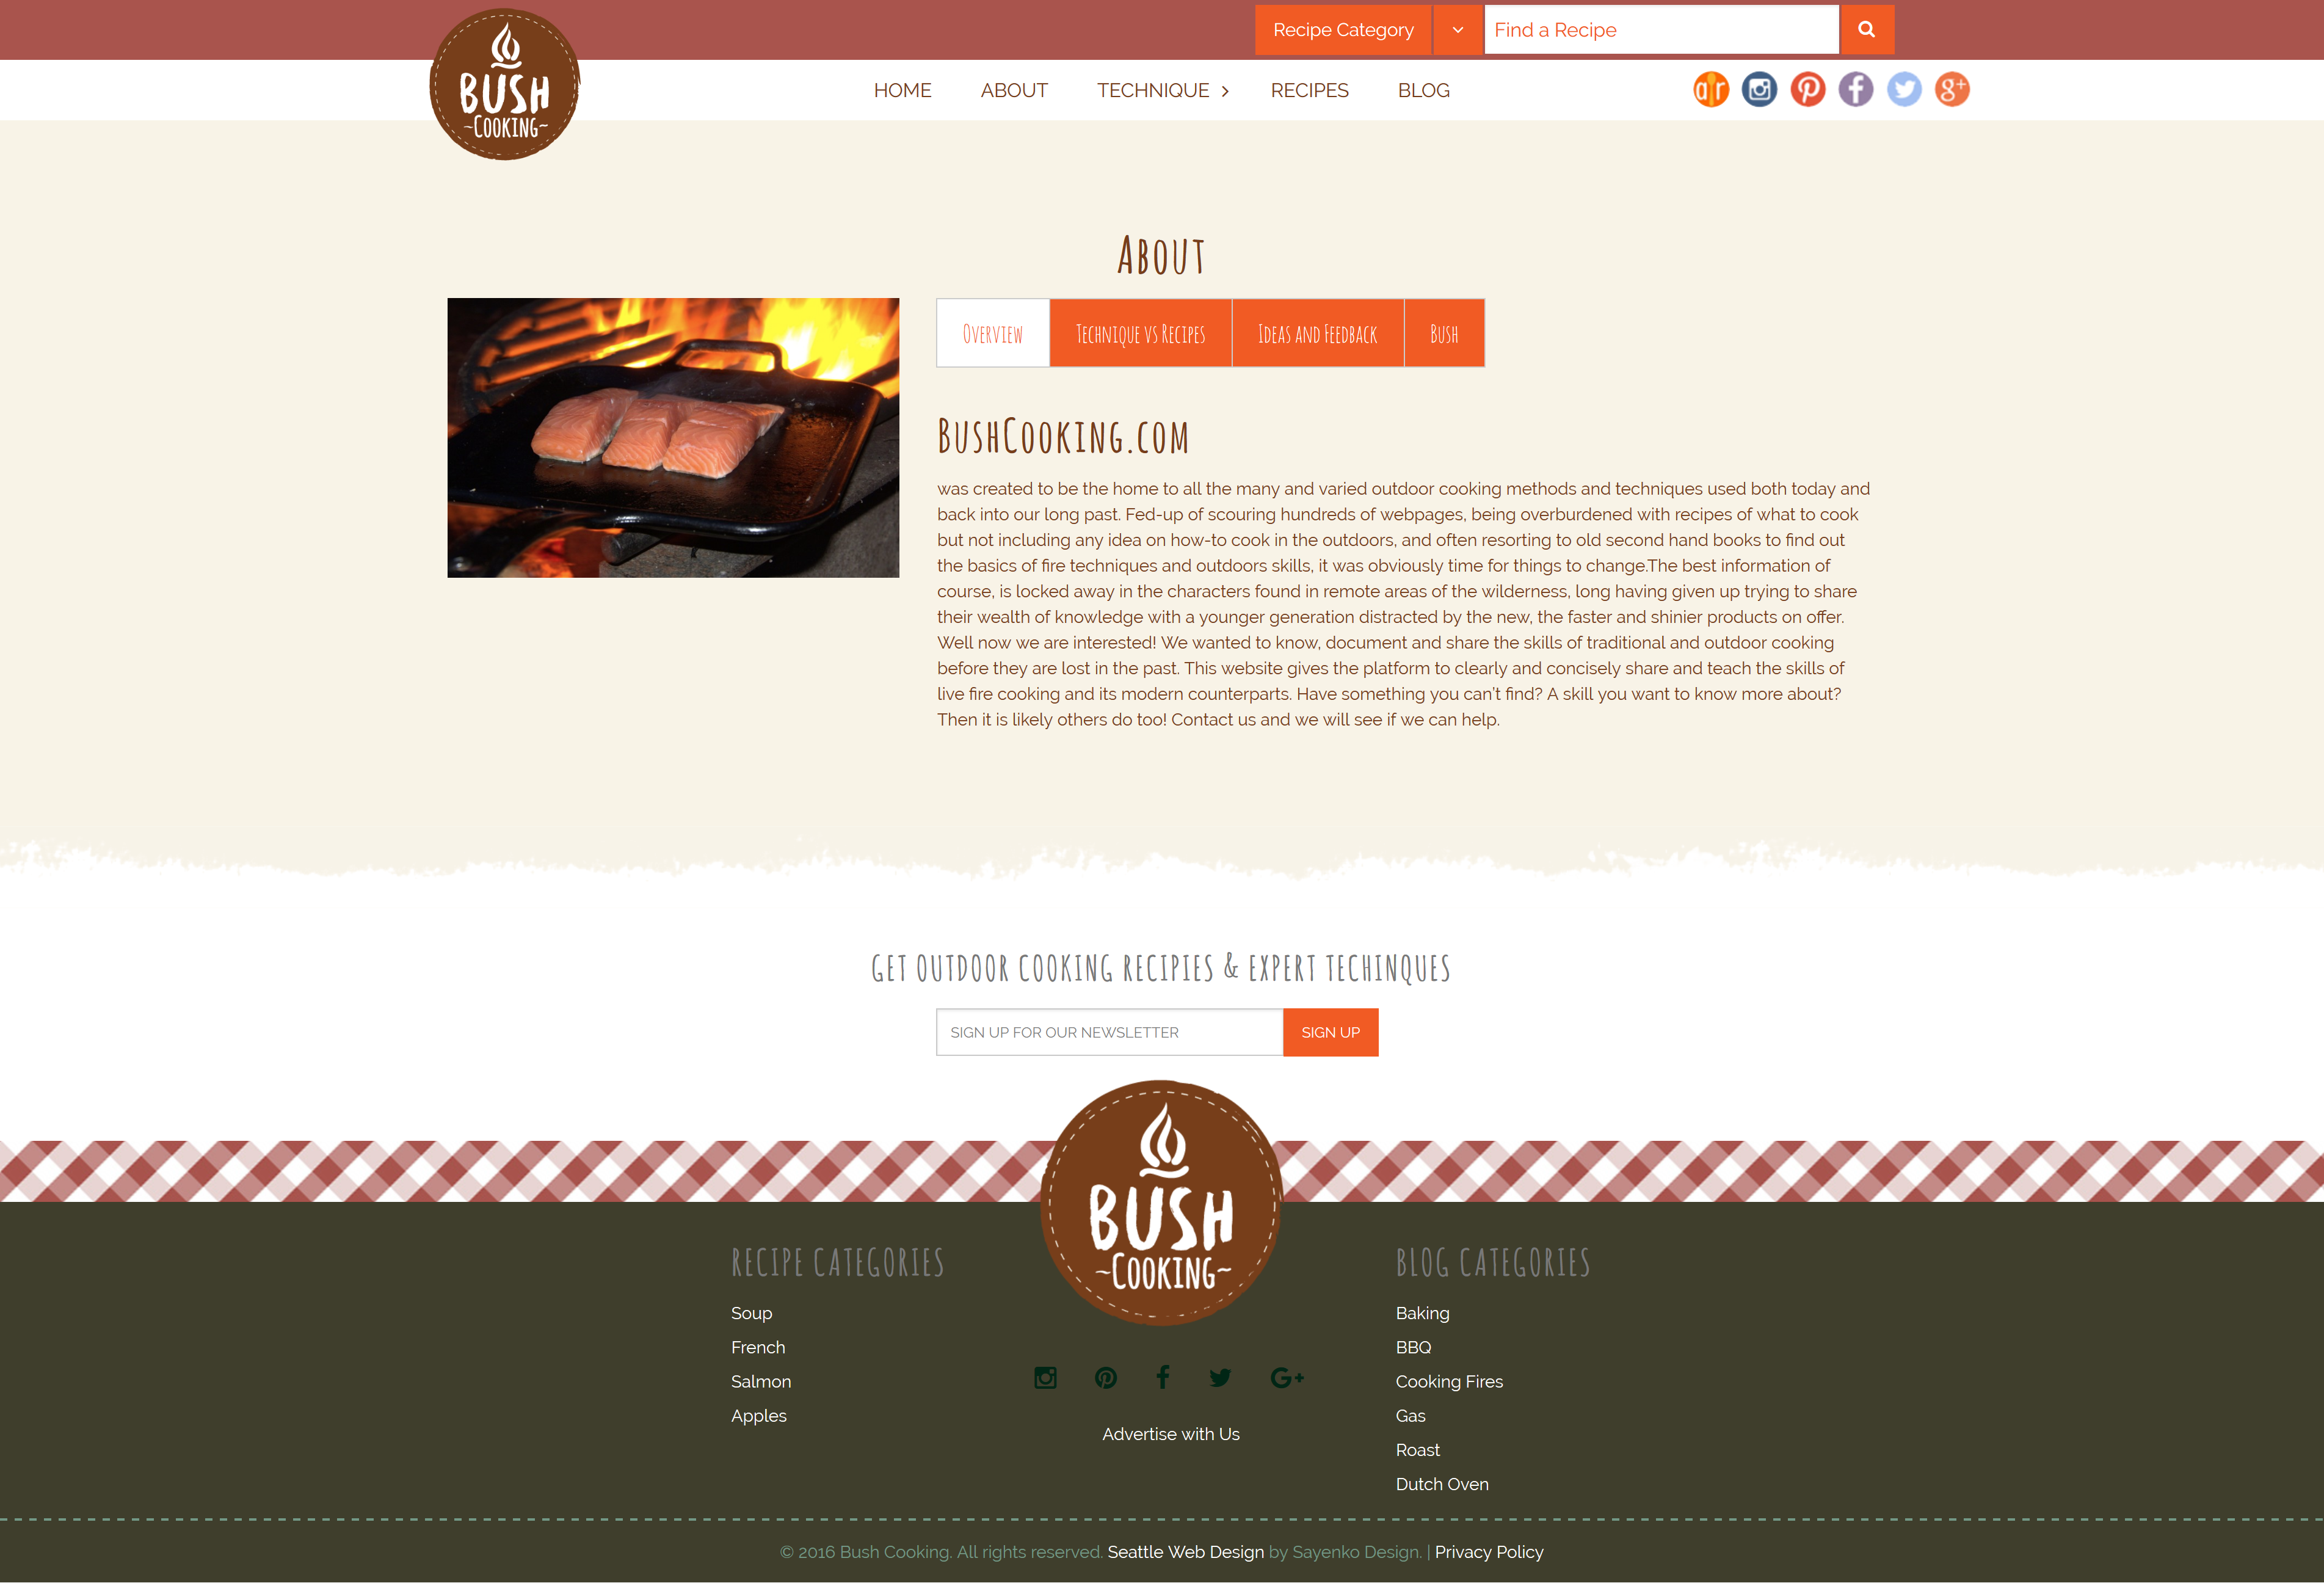 Recipe Category
Find a Recipe
BUSH
~COOKING~
HOME
ABOUT
TECHNIQUE
RECIPES
BLOG
ABOUT
OVERVIEW
TECHNIQUE VS RECIPES
IDEAS AND FEEDBACK
BUSH
BUSHCOOKING.COM
was created to be the home to all the many and varied outdoor cooking methods and techniques used both today and
back into our long past. Fed-up of scouring hundreds of webpages, being overburdened with recipes of what to cook
but not including any idea on how-to cook in the outdoors, and often resorting to old second hand books to find out
the basics of fire techniques and outdoors skills, it was obviously time for things to change.The best information of
course, is locked away in the characters found in remote areas of the wilderness, long having given up trying to share
their wealth of knowledge with a younger generation distracted by the new, the faster and shinier products on offer.
Well now we are interested! We wanted to know, document and share the skills of traditional and outdoor cooking
before they are lost in the past. This website gives the platform to clearly and concisely share and teach the skills of
live fire cooking and its modern counterparts. Have something you can't find? A skill you want to know more about?
Then it is likely others do too! Contact us and we will see if we can help.
GET OUTDOOR COOKING RECIPIES & EXPERT TECHINQUES
SIGN UP FOR OUR NEWSLETTER
SIGN UP
BUSH
~COOKING~
RECIPE CATEGORIES
Soup
French
Salmon
Apples
Advertise with Us
BLOG CATEGORIES
Baking
BBQ
Cooking Fires
Gas
Roast
Dutch Oven
© 2016 Bush Cooking. All rights reserved. Seattle Web Design by Sayenko Design. | Privacy Policy